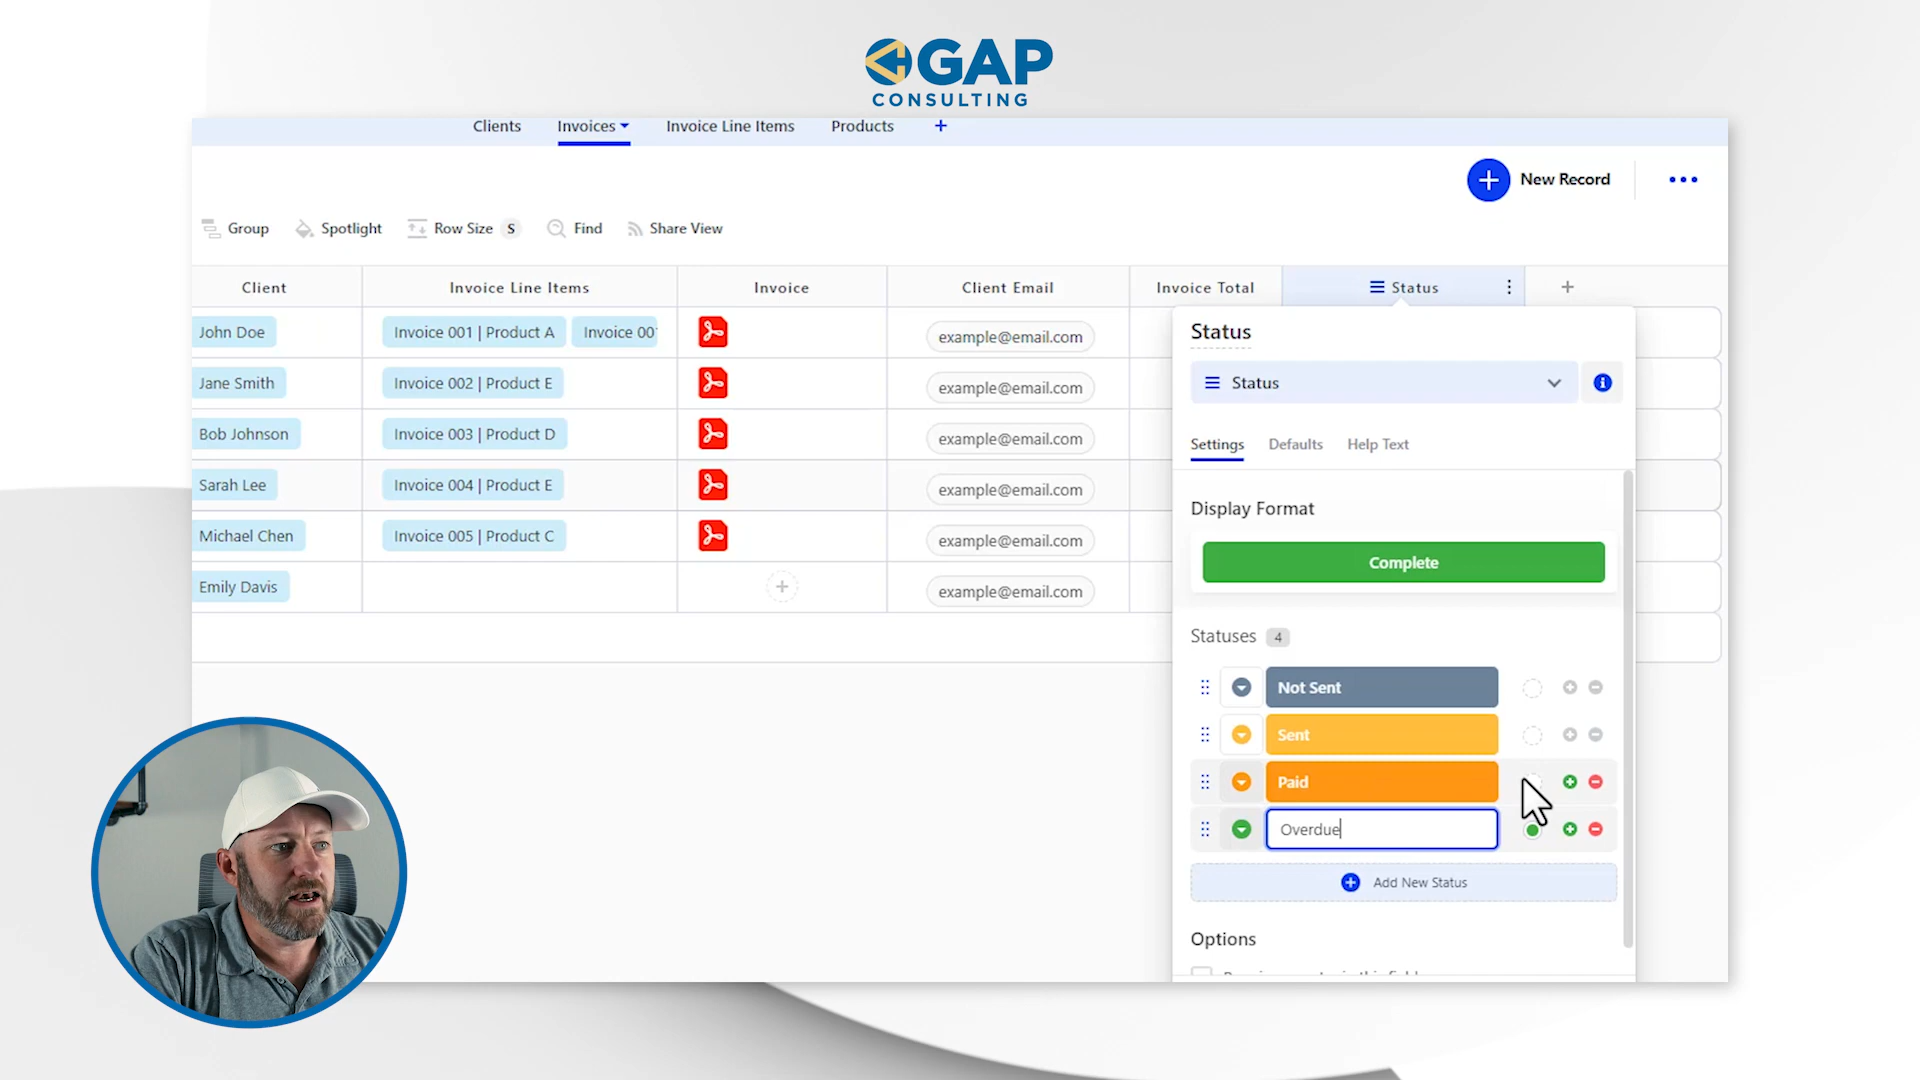 GAP
CONSULTING
Clients Invoices Invoice Line Items Products
New Record
Group Spotlight Row Size S Find Share View
Client Invoice Line Items Invoice Client Email Invoice Total Status
John Doe Invoice 001 | Product A Invoice 00 example@email.com
Jane Smith Invoice 002 | Product E example@email.com
Bob Johnson Invoice 003 | Product D example@email.com
Sarah Lee Invoice 004 | Product E example@email.com
Michael Chen Invoice 005 | Product C example@email.com
Emily Davis example@email.com
Status
Status
Settings Defaults Help Text
Display Format
Complete
Statuses 4
Not Sent
Sent
Paid
Overdue
Add New Status
Options